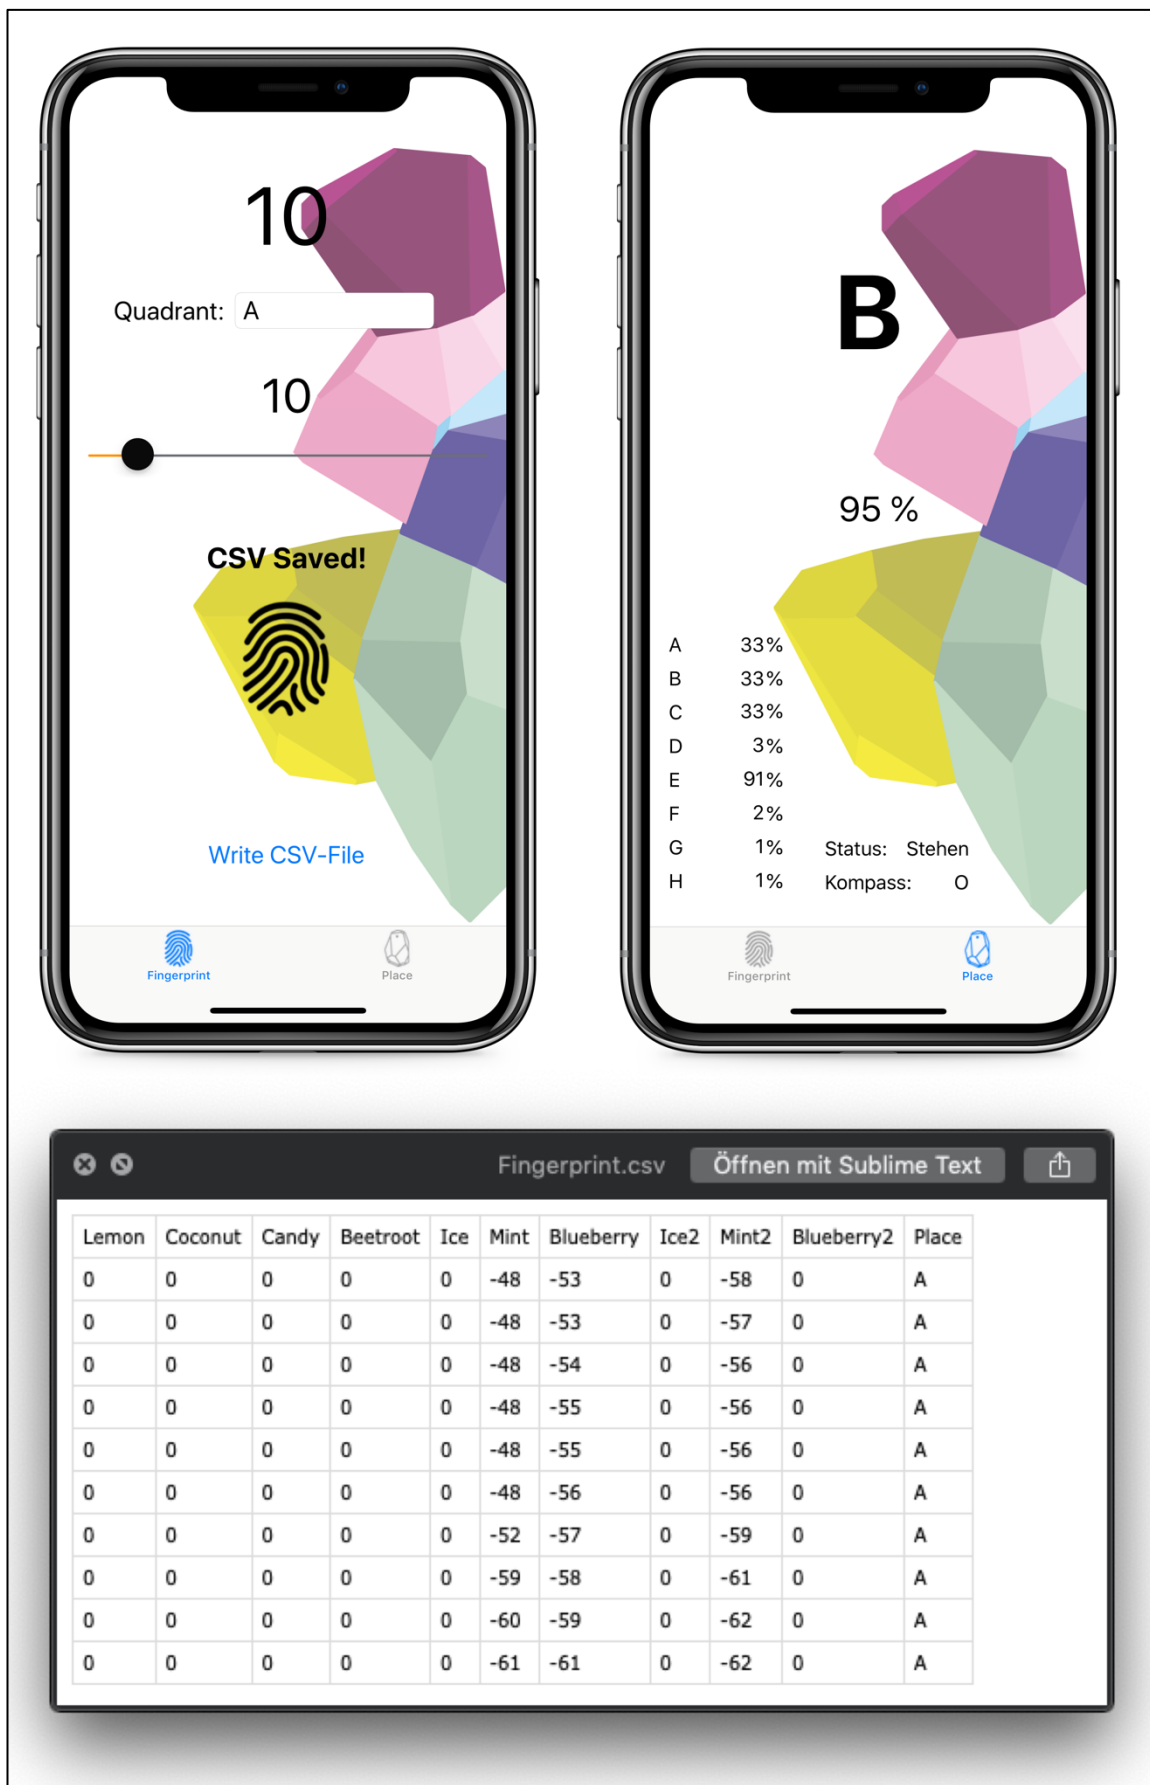 10
Quadrant: A
10
CSV Saved!
Write CSV-File
Fingerprint Place
B
95 %
A 33%
B 33%
C 33%
D 3%
E 91%
F 2%
G 1%
H 1%
Status: Stehen
Kompass: O
Fingerprint Place
Fingerprint.csv Öffnen mit Sublime Text
Lemon Coconut Candy Beetroot Ice Mint Blueberry Ice2 Mint2 Blueberry2 Place
0 0 0 0 0 -48 -53 0 -58 0 A
0 0 0 0 0 -48 -53 0 -57 0 A
0 0 0 0 0 -48 -54 0 -56 0 A
0 0 0 0 0 -48 -55 0 -56 0 A
0 0 0 0 0 -48 -55 0 -56 0 A
0 0 0 0 0 -48 -56 0 -56 0 A
0 0 0 0 0 -52 -57 0 -59 0 A
0 0 0 0 0 -59 -58 0 -61 0 A
0 0 0 0 0 -60 -59 0 -62 0 A
0 0 0 0 0 -61 -61 0 -62 0 A